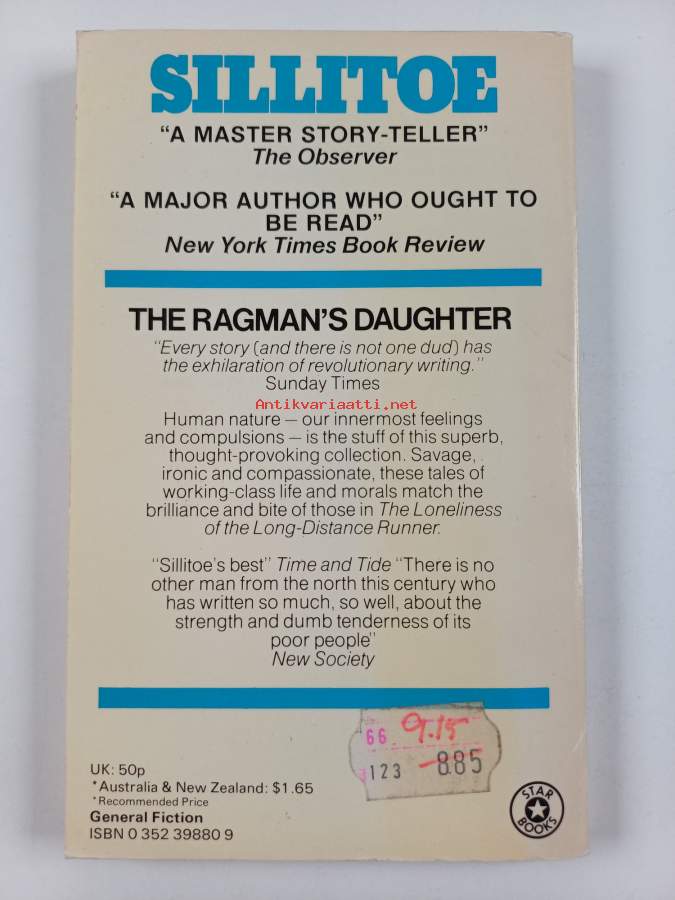 SILLITOE
“A MASTER STORY-TELLER”
The Observer
“A MAJOR AUTHOR WHO OUGHT TO
BE READ”
New York Times Book Review
THE RAGMAN’S DAUGHTER
“Every story (and there is not one dud) has
the exhilaration of revolutionary writing.”
Sunday Times
Antikvariaatti.net
Human nature – our innermost feelings
and compulsions – is the stuff of this superb,
thought-provoking collection. Savage,
ironic and compassionate, these tales of
working-class life and morals match the
brilliance and bite of those in The Loneliness
of the Long-Distance Runner.
“Sillitoe’s best” Time and Tide “There is no
other man from the north this century who
has written so much, so well, about the
strength and dumb tenderness of its
poor people”
New Society
66 9.15
123 8.85
UK: 50p
*Australia & New Zealand: $1.65
*Recommended Price
General Fiction
ISBN 0 352 39880 9
STAR
BOOKS